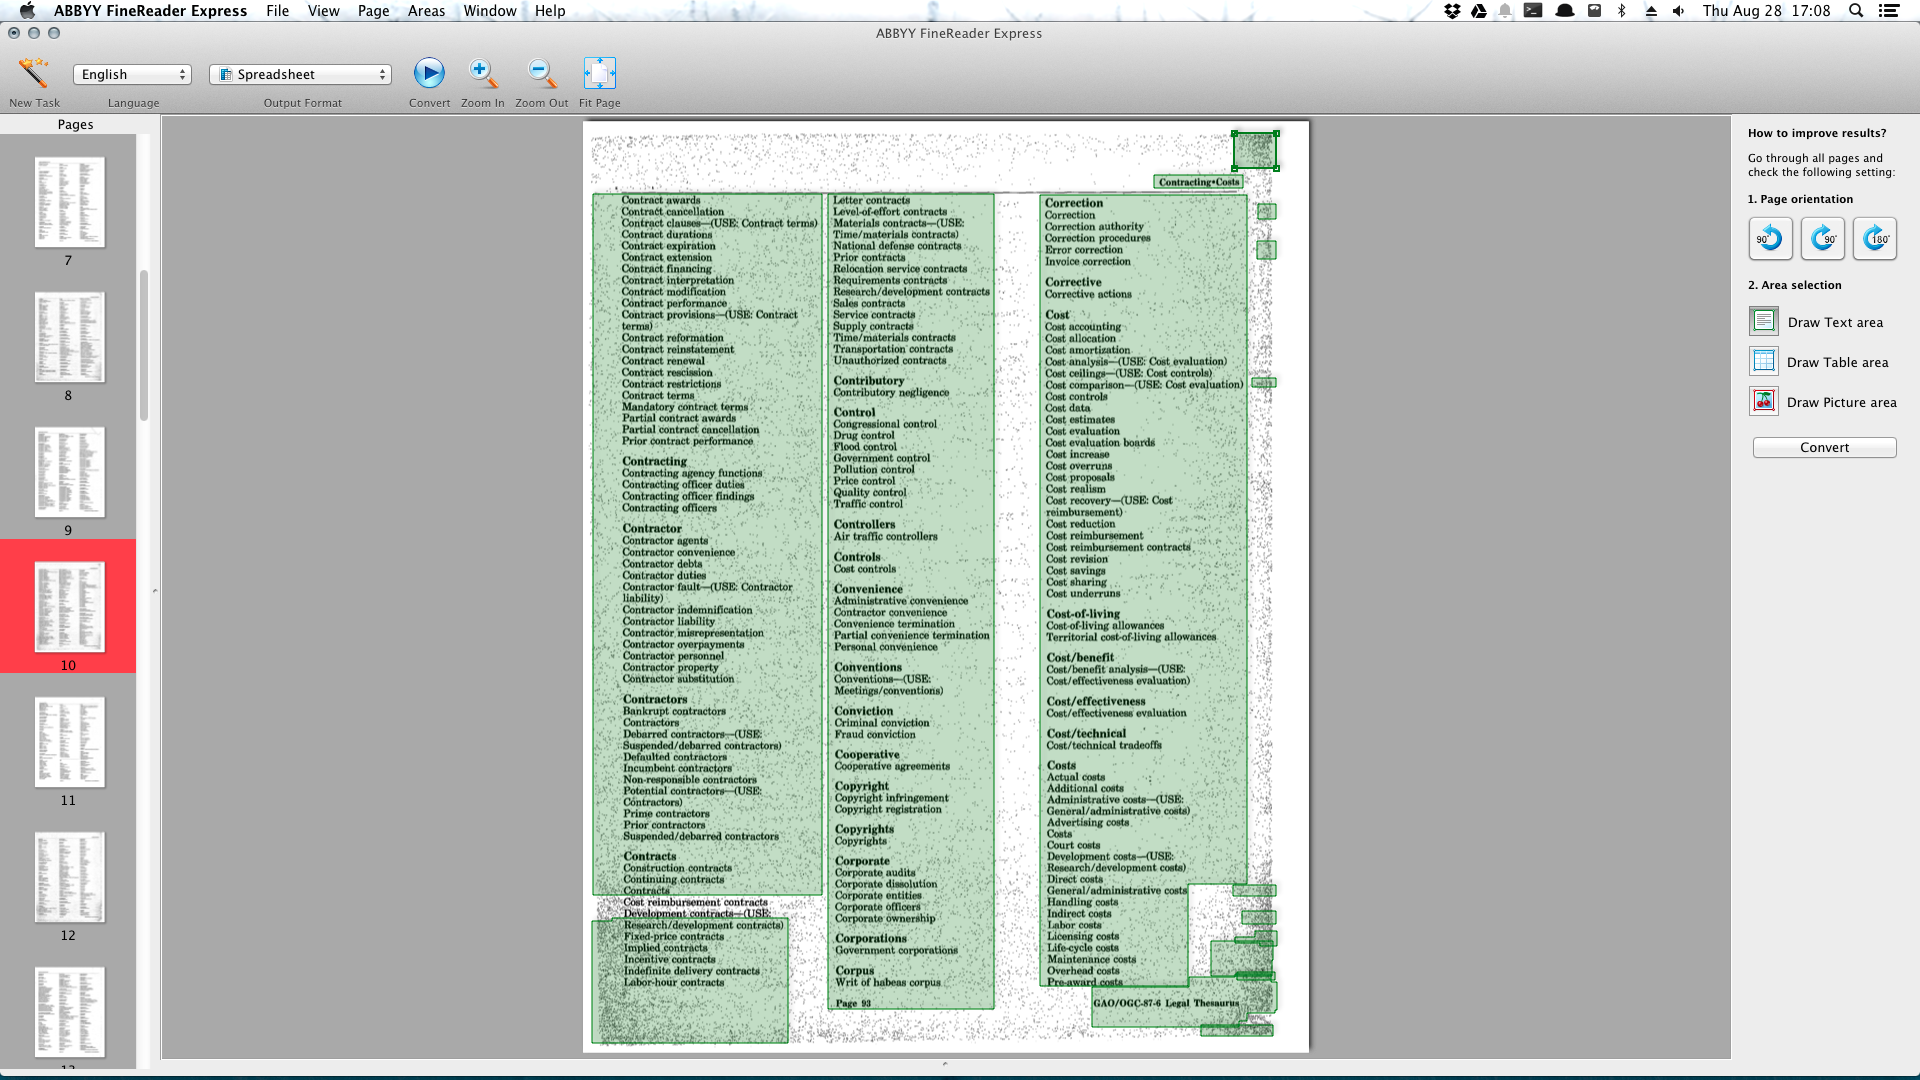 ABBYY FineReader Express File View Page Areas Window Help
Thu Aug 28 17:08
ABBYY FineReader Express
English
Spreadsheet
New Task Language Output Format Convert Zoom In Zoom Out Fit Page
Pages
7
8
9
10
11
12
13
Contracting•Costs
Contract awards
Contract cancellation
Contract clauses—(USE: Contract terms)
Contract durations
Contract expiration
Contract extension
Contract financing
Contract interpretation
Contract modification
Contract performance
Contract provisions—(USE: Contract
terms)
Contract reformation
Contract reinstatement
Contract renewal
Contract rescission
Contract restrictions
Contract terms
Mandatory contract terms
Partial contract awards
Partial contract cancellation
Prior contract performance
Contracting
Contracting agency functions
Contracting officer duties
Contracting officer findings
Contracting officers
Contractor
Contractor agents
Contractor convenience
Contractor debts
Contractor duties
Contractor fault—(USE: Contractor
liability)
Contractor indemnification
Contractor liability
Contractor misrepresentation
Contractor overpayments
Contractor personnel
Contractor property
Contractor substitution
Contractors
Bankrupt contractors
Contractors
Debarred contractors—(USE:
Suspended/debarred contractors)
Defaulted contractors
Incumbent contractors
Non-responsible contractors
Potential contractors—(USE:
Contractors)
Prime contractors
Prior contractors
Suspended/debarred contractors
Contracts
Construction contracts
Continuing contracts
Contracts
Cost reimbursement contracts
Development contracts—(USE:
Research/development contracts)
Fixed-price contracts
Implied contracts
Incentive contracts
Indefinite delivery contracts
Labor-hour contracts
Letter contracts
Level-of-effort contracts
Materials contracts—(USE:
Time/materials contracts)
National defense contracts
Prior contracts
Relocation service contracts
Requirements contracts
Research/development contracts
Sales contracts
Service contracts
Supply contracts
Time/materials contracts
Transportation contracts
Unauthorized contracts
Contributory
Contributory negligence
Control
Congressional control
Drug control
Flood control
Government control
Pollution control
Price control
Quality control
Traffic control
Controllers
Air traffic controllers
Controls
Cost controls
Convenience
Administrative convenience
Contractor convenience
Convenience termination
Partial convenience termination
Personal convenience
Conventions
Conventions—(USE:
Meetings/conventions)
Conviction
Criminal conviction
Fraud conviction
Cooperative
Cooperative agreements
Copyright
Copyright infringement
Copyright registration
Copyrights
Copyrights
Corporate
Corporate audits
Corporate dissolution
Corporate entities
Corporate officers
Corporate ownership
Corporations
Government corporations
Corpus
Writ of habeas corpus
Page 93
Correction
Correction
Correction authority
Correction procedures
Error correction
Invoice correction
Corrective
Corrective actions
Cost
Cost accounting
Cost allocation
Cost amortization
Cost analysis—(USE: Cost evaluation)
Cost ceilings—(USE: Cost controls)
Cost comparison—(USE: Cost evaluation)
Cost controls
Cost data
Cost estimates
Cost evaluation
Cost evaluation boards
Cost increase
Cost overruns
Cost proposals
Cost realism
Cost recovery—(USE: Cost
reimbursement)
Cost reduction
Cost reimbursement
Cost reimbursement contracts
Cost revision
Cost savings
Cost sharing
Cost underruns
Cost-of-living
Cost-of-living allowances
Territorial cost-of-living allowances
Cost/benefit
Cost/benefit analysis—(USE:
Cost/effectiveness evaluation)
Cost/effectiveness
Cost/effectiveness evaluation
Cost/technical
Cost/technical tradeoffs
Costs
Actual costs
Additional costs
Administrative costs—(USE:
General/administrative costs)
Advertising costs
Costs
Court costs
Development costs—(USE:
Research/development costs)
Direct costs
General/administrative costs
Handling costs
Indirect costs
Labor costs
Licensing costs
Life-cycle costs
Maintenance costs
Overhead costs
Pre-award costs
GAO/OGC-87-6 Legal Thesaurus
How to improve results?
Go through all pages and
check the following setting:
1. Page orientation
90° 90° 180°
2. Area selection
Draw Text area
Draw Table area
Draw Picture area
Convert